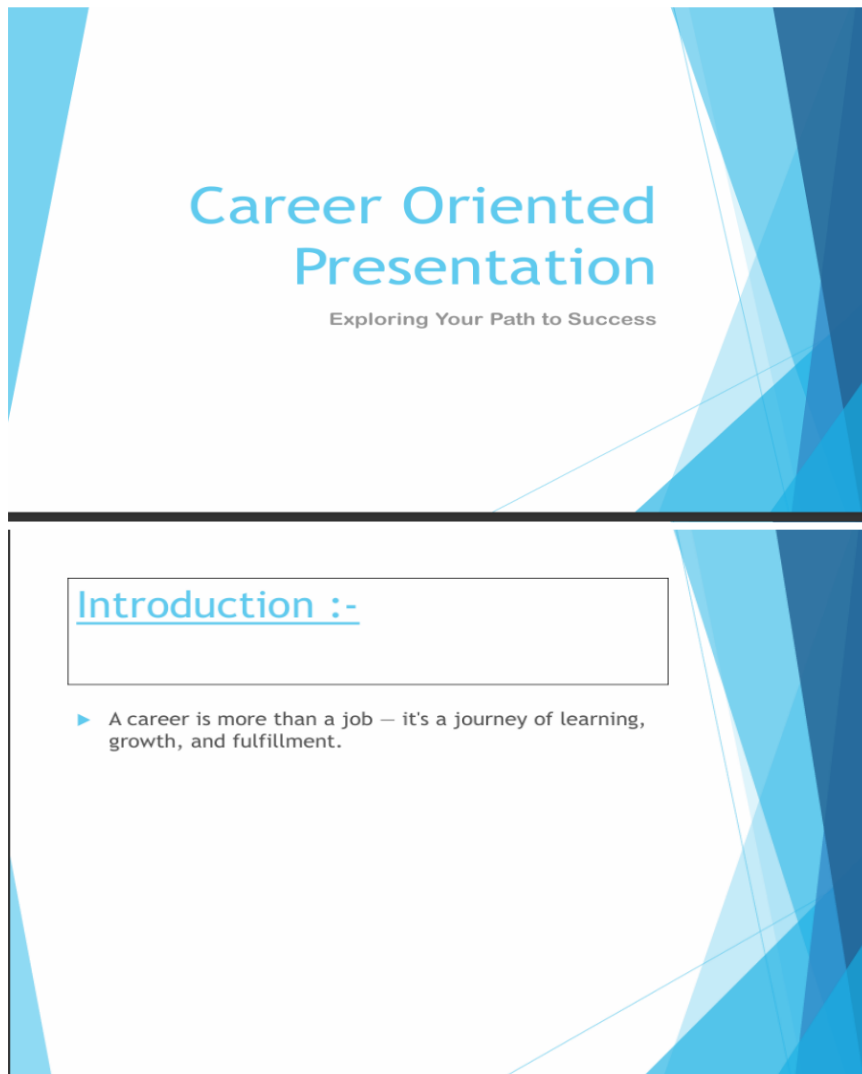 Career Oriented
Presentation
Exploring Your Path to Success
Introduction :-
A career is more than a job — it's a journey of learning,
growth, and fulfillment.